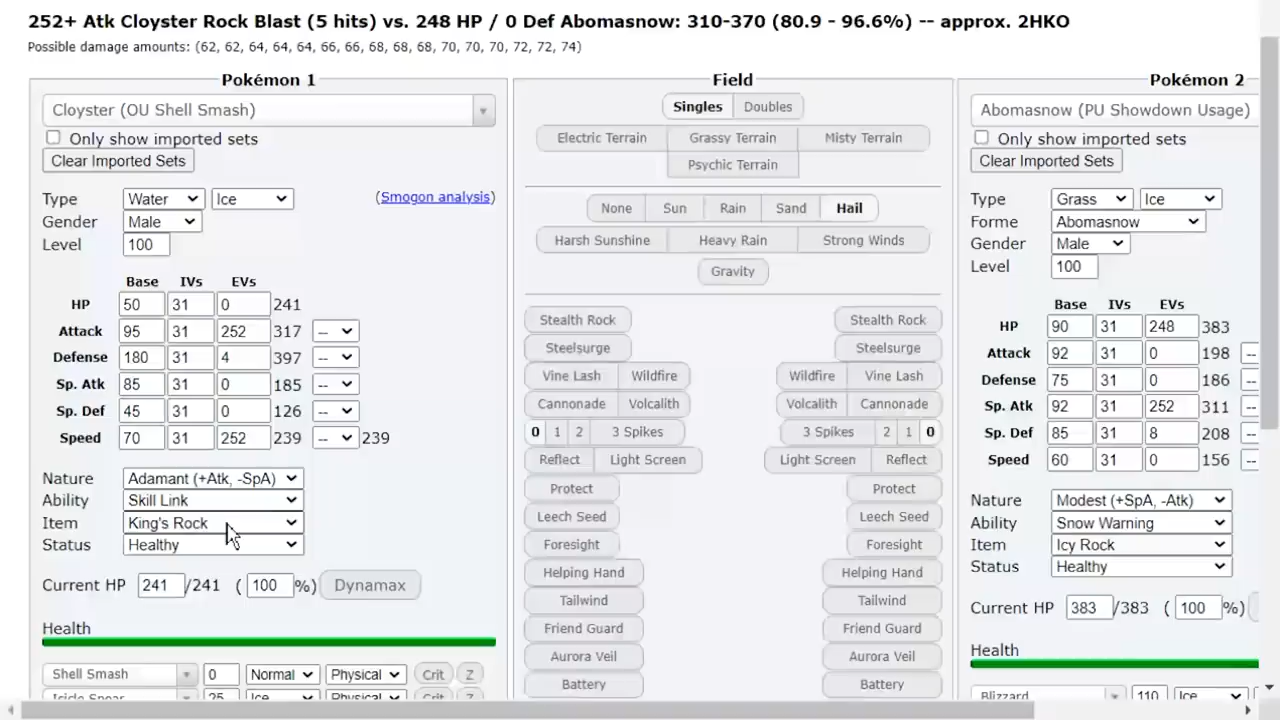 252+ Atk Cloyster Rock Blast (5 hits) vs. 248 HP / 0 Def Abomasnow: 310-370 (80.9 - 96.6%) -- approx. 2HKO
Possible damage amounts: (62, 62, 64, 64, 64, 66, 66, 68, 68, 68, 70, 70, 70, 72, 72, 74)
Pokémon 1
Cloyster (OU Shell Smash)
Only show imported sets
Clear Imported Sets
Type Water Ice (Smogon analysis)
Gender Male
Level 100
Base IVs EVs
HP 50 31 0 241
Attack 95 31 252 317 --
Defense 180 31 4 397 --
Sp. Atk 85 31 0 185 --
Sp. Def 45 31 0 126 --
Speed 70 31 252 239 -- 239
Nature Adamant (+Atk, -SpA)
Ability Skill Link
Item King's Rock
Status Healthy
Current HP 241 /241 ( 100 %) Dynamax
Health
Shell Smash 0 Normal Physical Crit Z
Icicle Spear 25 Ice Physical Crit Z
Field
Singles Doubles
Electric Terrain Grassy Terrain Misty Terrain
Psychic Terrain
None Sun Rain Sand Hail
Harsh Sunshine Heavy Rain Strong Winds
Gravity
Stealth Rock Stealth Rock
Steelsurge Steelsurge
Vine Lash Wildfire Wildfire Vine Lash
Cannonade Volcalith Volcalith Cannonade
0 1 2 3 Spikes 3 Spikes 2 1 0
Reflect Light Screen Light Screen Reflect
Protect Protect
Leech Seed Leech Seed
Foresight Foresight
Helping Hand Helping Hand
Tailwind Tailwind
Friend Guard Friend Guard
Aurora Veil Aurora Veil
Battery Battery
Pokémon 2
Abomasnow (PU Showdown Usage)
Only show imported sets
Clear Imported Sets
Type Grass Ice
Forme Abomasnow
Gender Male
Level 100
Base IVs EVs
HP 90 31 248 383
Attack 92 31 0 198 --
Defense 75 31 0 186 --
Sp. Atk 92 31 252 311 --
Sp. Def 85 31 8 208 --
Speed 60 31 0 156 --
Nature Modest (+SpA, -Atk)
Ability Snow Warning
Item Icy Rock
Status Healthy
Current HP 383 /383 ( 100 %)
Health
Blizzard 110 Ice